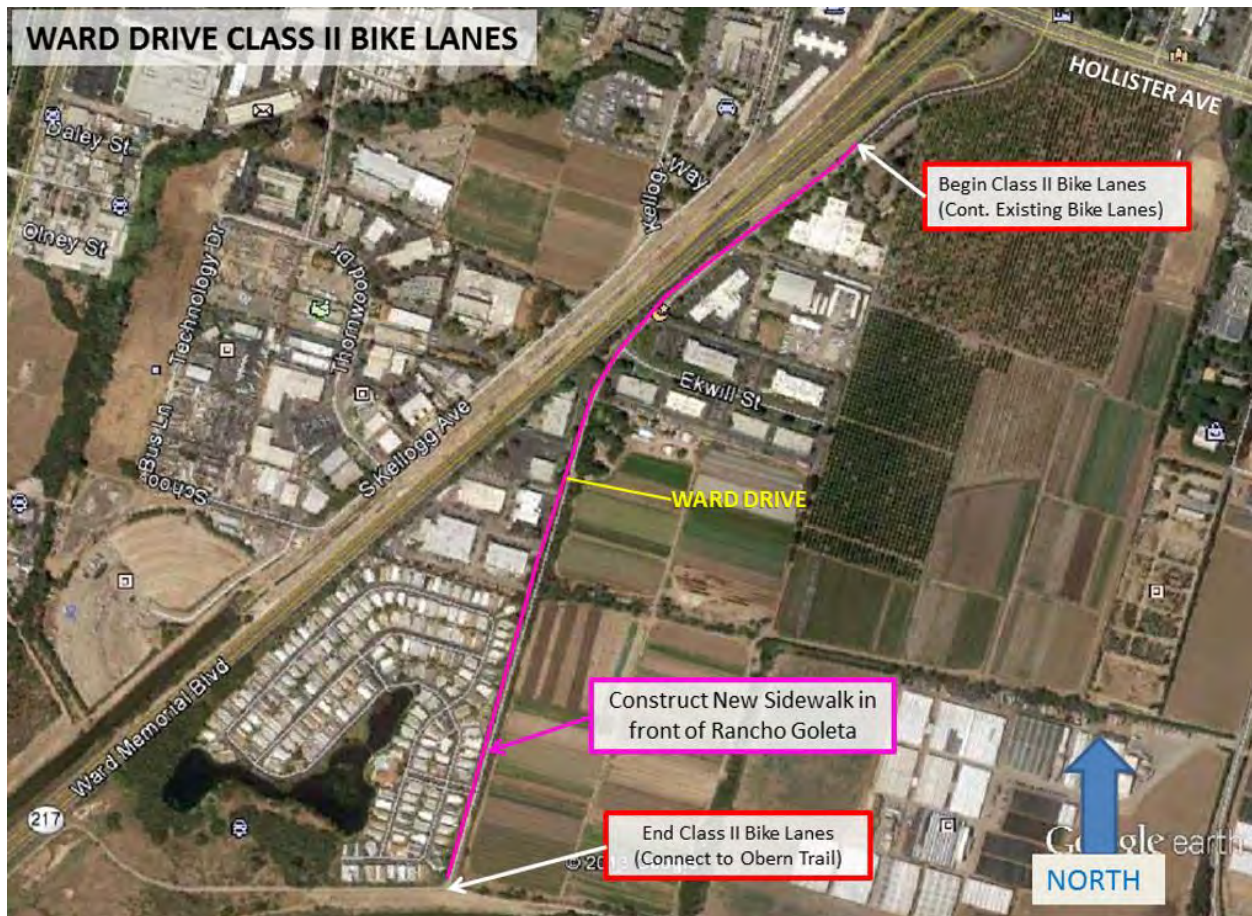 WARD DRIVE CLASS II BIKE LANES
HOLLISTER AVE
Daley St
Kellogg Way
Begin Class II Bike Lanes
(Cont. Existing Bike Lanes)
Olney St
Technology Dr
Thornwood Dr
Ekwill St
S Kellogg Ave
School Bus Ln
WARD DRIVE
Construct New Sidewalk in
front of Rancho Goleta
Ward Memorial Blvd
217
End Class II Bike Lanes
(Connect to Obern Trail)
Google earth
NORTH